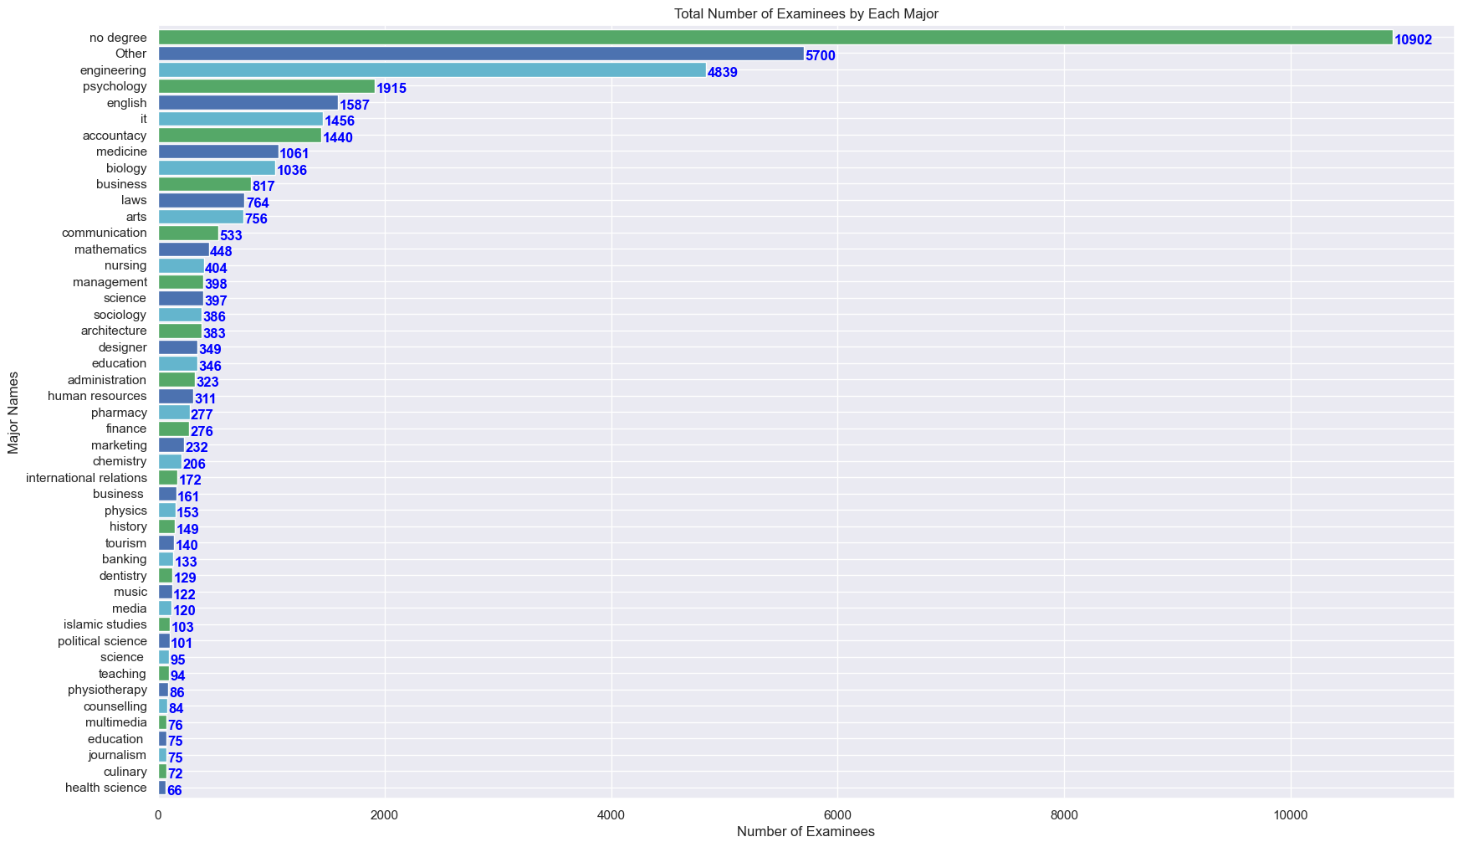 Total Number of Examinees by Each Major
no degree 10902
Other 5700
engineering 4839
psychology 1915
english 1587
it 1456
accountacy 1440
medicine 1061
biology 1036
business 817
laws 764
arts 756
communication 533
mathematics 448
nursing 404
management 398
science 397
sociology 386
architecture 383
designer 349
education 346
administration 323
human resources 311
pharmacy 277
finance 276
marketing 232
chemistry 206
international relations 172
business 161
physics 153
history 149
tourism 140
banking 133
dentistry 129
music 122
media 120
islamic studies 103
political science 101
science 95
teaching 94
physiotherapy 86
counselling 84
multimedia 76
education 75
journalism 75
culinary 72
health science 66
Major Names
0 2000 4000 6000 8000 10000
Number of Examinees